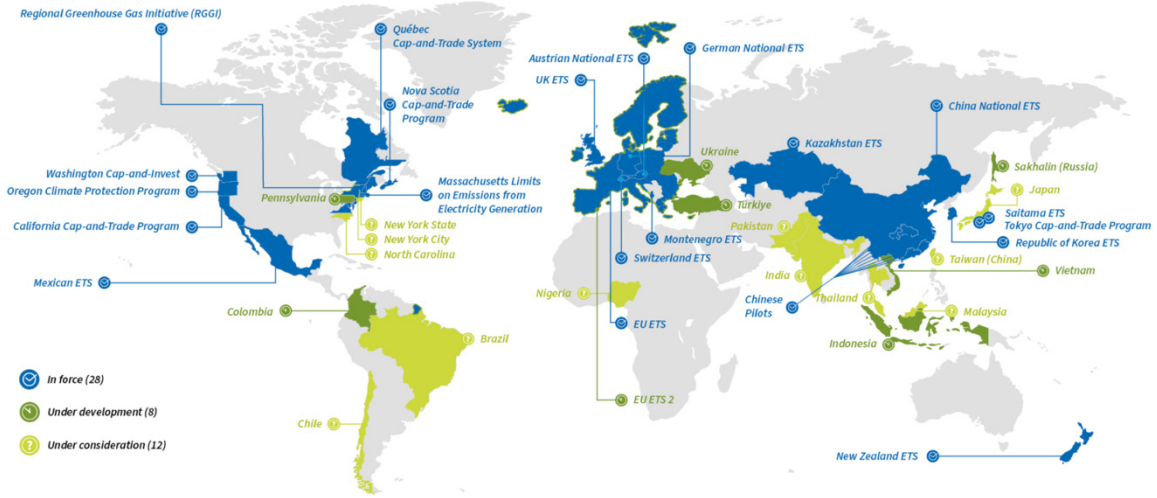 Regional Greenhouse Gas Initiative (RGGI)
Québec
Cap-and-Trade System
Nova Scotia
Cap-and-Trade
Program
Austrian National ETS
German National ETS
UK ETS
China National ETS
Kazakhstan ETS
Ukraine
Washington Cap-and-Invest
Oregon Climate Protection Program
California Cap-and-Trade Program
Mexican ETS
Pennsylvania
Massachusetts Limits
on Emissions from
Electricity Generation
New York State
New York City
North Carolina
Türkiye
Pakistan
Montenegro ETS
Switzerland ETS
India
Sakhalin (Russia)
Japan
Saitama ETS
Tokyo Cap-and-Trade Program
Republic of Korea ETS
Taiwan (China)
Vietnam
Nigeria
Chinese
Pilots
Thailand
Malaysia
Colombia
EU ETS
Indonesia
Brazil
EU ETS 2
Chile
New Zealand ETS
In force (28)
Under development (8)
? Under consideration (12)